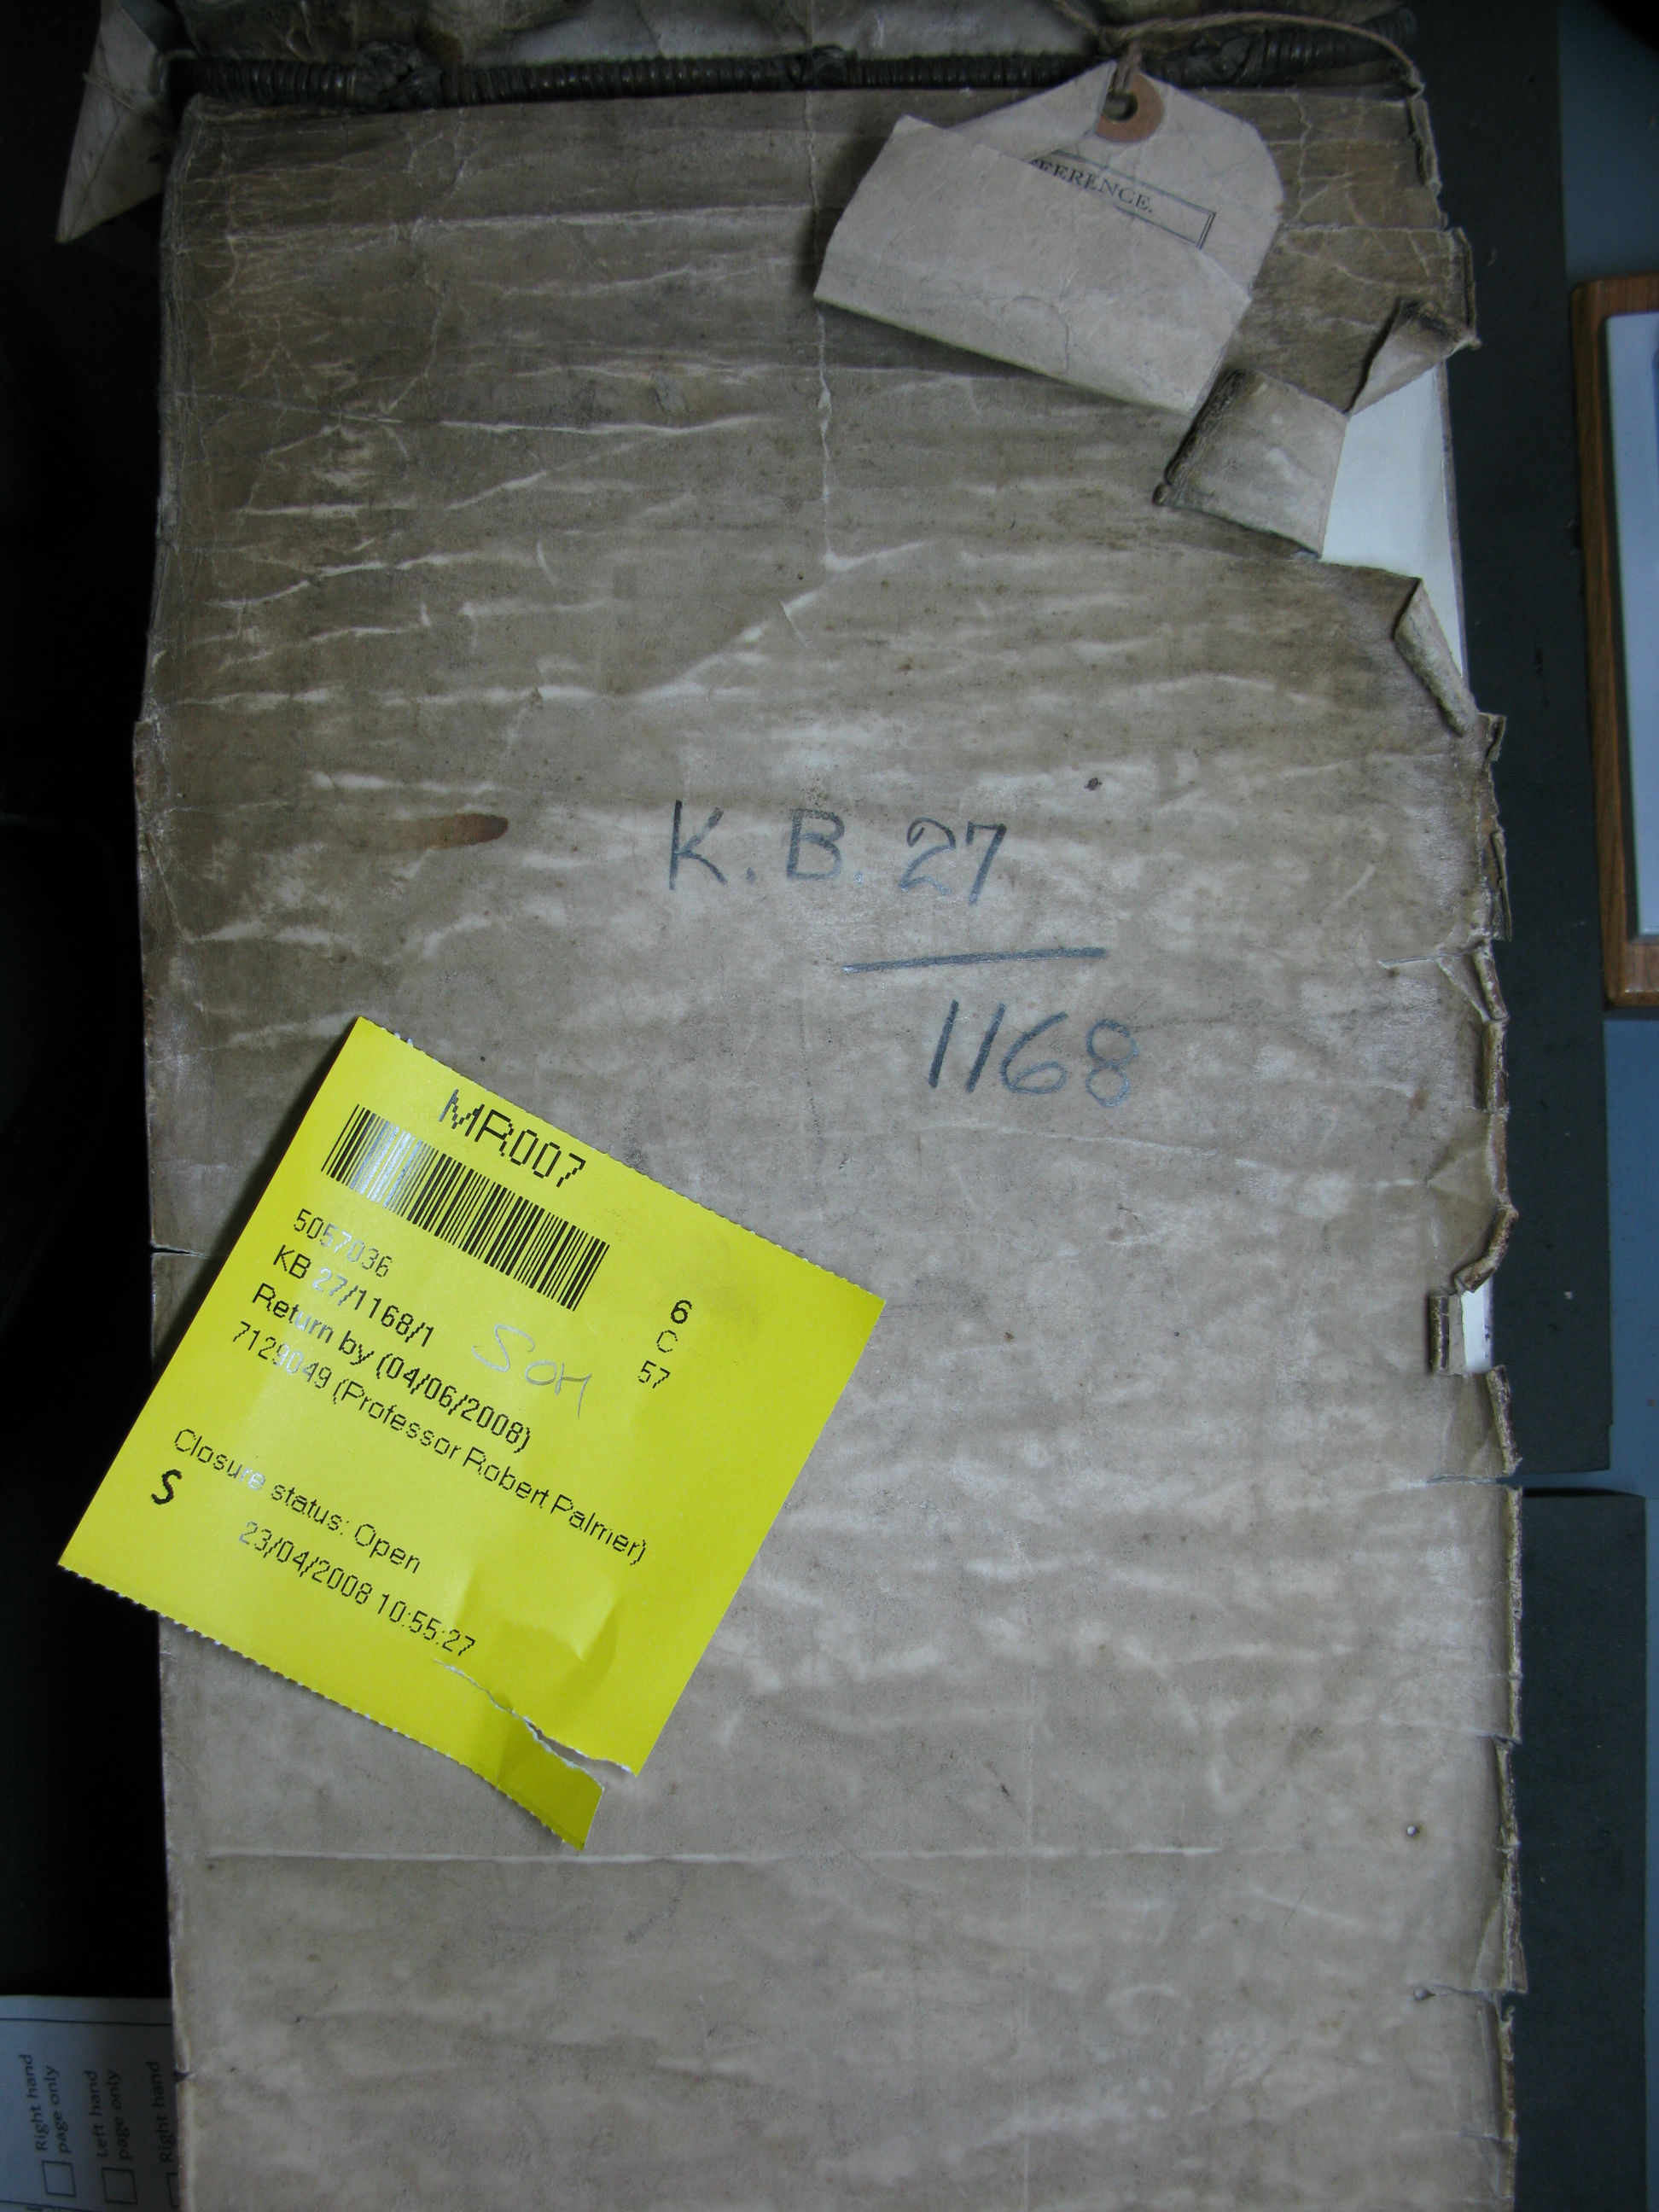 EFERENCE.
K. B. 27
1168
MR007
5057036
KB 27/1168/1
SOM
Return by (04/06/2008)
7129049 (Professor Robert Palmer)
6
C
57
Closure status: Open
S
23/04/2008 10:55:27
Right hand
page only
Left hand
page only
Right hand